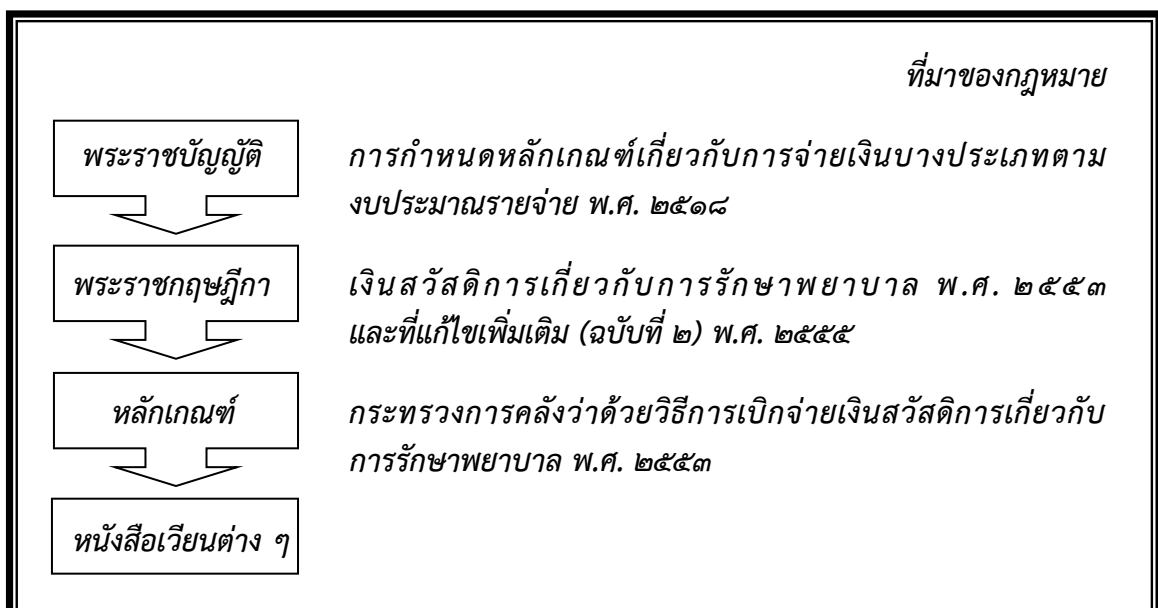 ที่มาของกฎหมาย
พระราชบัญญัติ
การกำหนดหลักเกณฑ์เกี่ยวกับการจ่ายเงินบางประเภทตาม
งบประมาณรายจ่าย พ.ศ. ๒๕๑๘
พระราชกฤษฎีกา
เงินสวัสดิการเกี่ยวกับการรักษาพยาบาล พ.ศ. ๒๕๕๓
และที่แก้ไขเพิ่มเติม (ฉบับที่ ๒) พ.ศ. ๒๕๕๕
หลักเกณฑ์
กระทรวงการคลังว่าด้วยวิธีการเบิกจ่ายเงินสวัสดิการเกี่ยวกับ
การรักษาพยาบาล พ.ศ. ๒๕๕๓
หนังสือเวียนต่าง ๆ